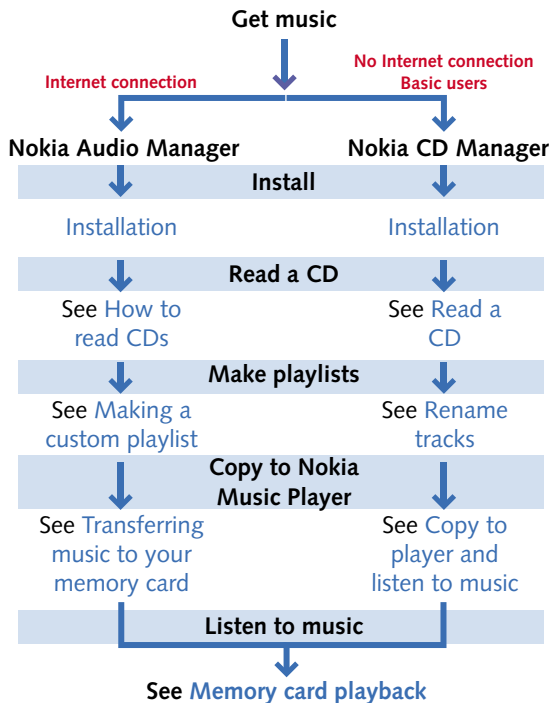 Get music
Internet connection
No Internet connection
Basic users
Nokia Audio Manager
Nokia CD Manager
Install
Installation
Installation
Read a CD
See How to
read CDs
See Read a
CD
Make playlists
See Making a
custom playlist
See Rename
tracks
Copy to Nokia
Music Player
See Transferring
music to your
memory card
See Copy to
player and
listen to music
Listen to music
See Memory card playback